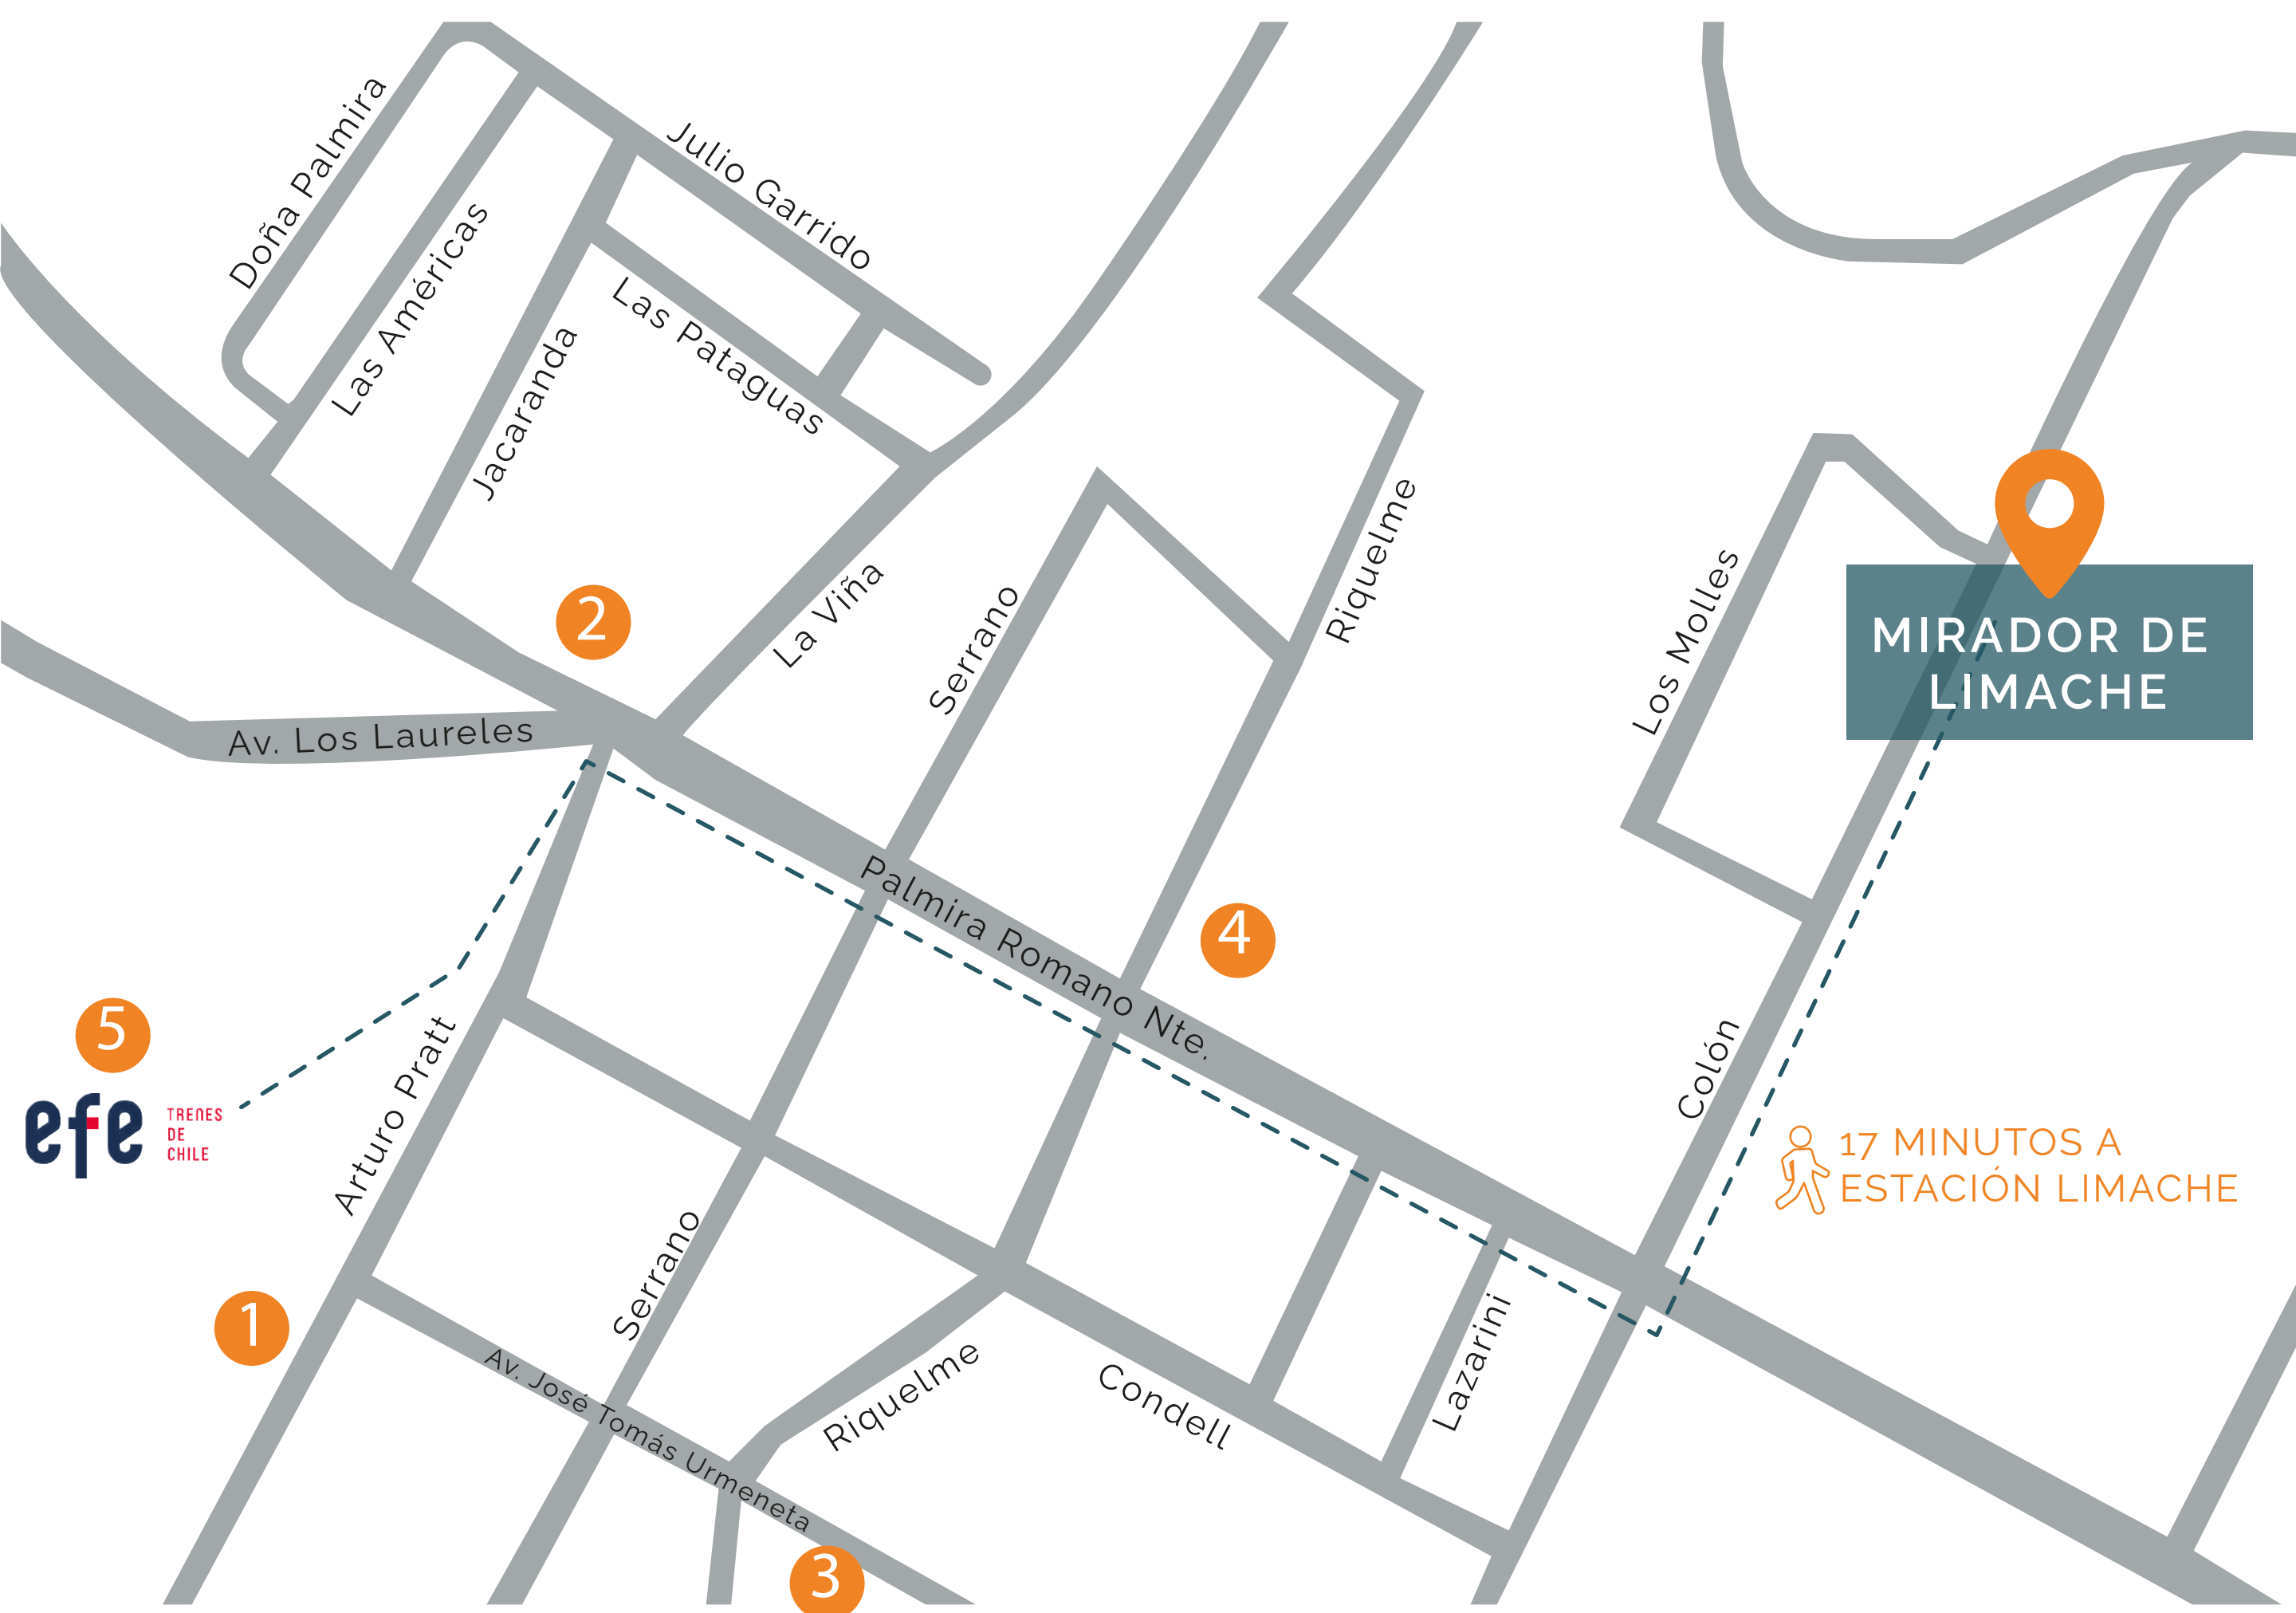 Doña Palmira
Julio Garrido
Las Américas
Las Pataguas
Jacaranda
La Viña
Serrano
Riquelme
Los Molles
MIRADOR DE
LIMACHE
2
Av. Los Laureles
Palmira Romano Nte.
4
5
efe
TRENES
DE
CHILE
Arturo Pratt
Colón
17 MINUTOS A
ESTACIÓN LIMACHE
1
Serrano
Av. José Tomás Urmeneta
Riquelme
Condell
Lazarini
3